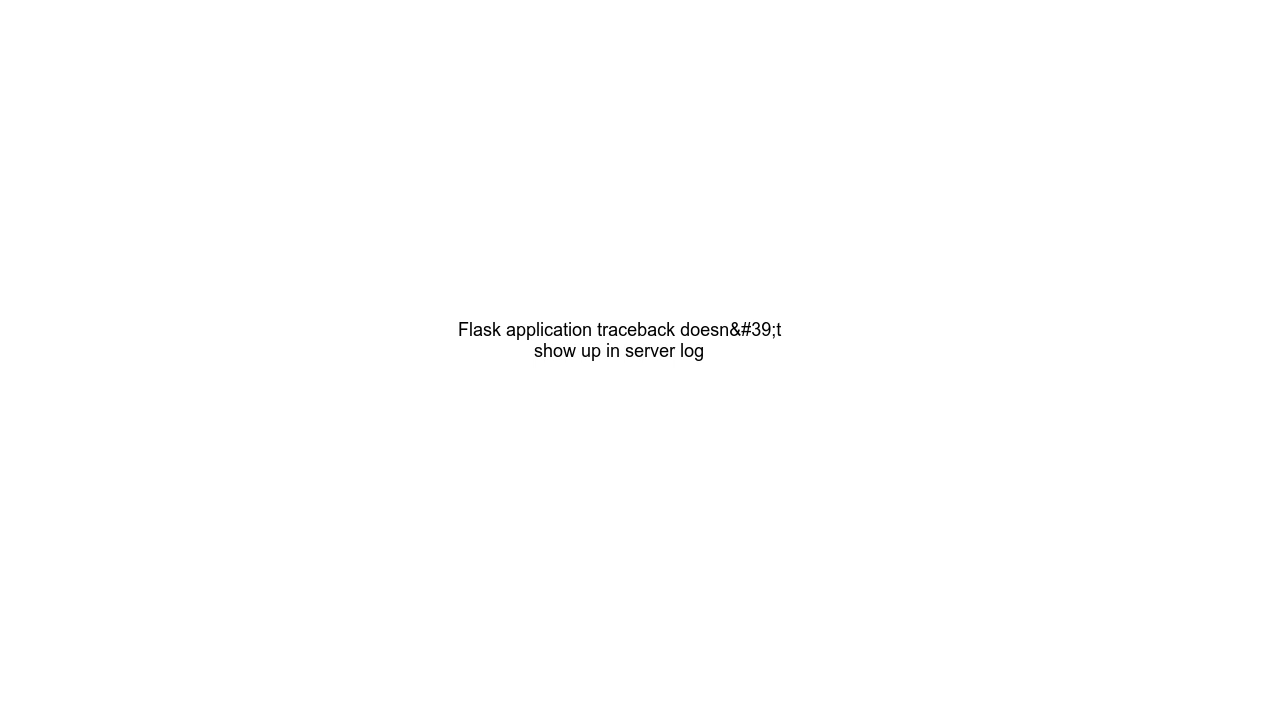 Flask application traceback doesn&#39;t
show up in server log